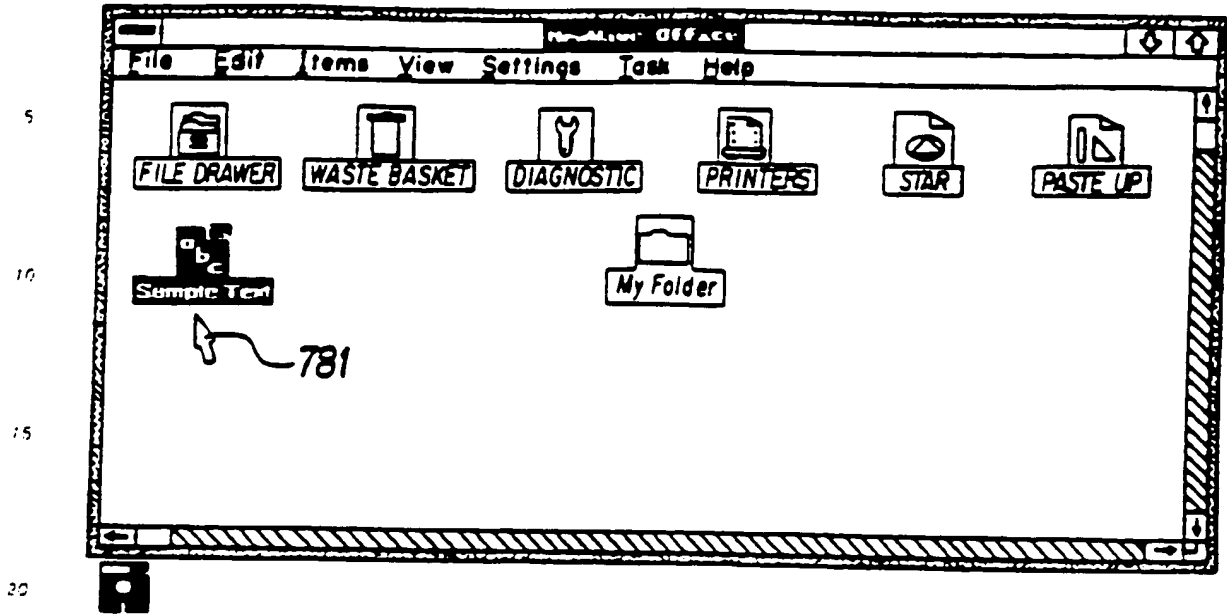 File Edit Items View Settings Task Help
5
FILE DRAWER WASTE BASKET DIAGNOSTIC PRINTERS STAR PASTE UP
a
b
c
10
Sample Text My Folder
781
15
20